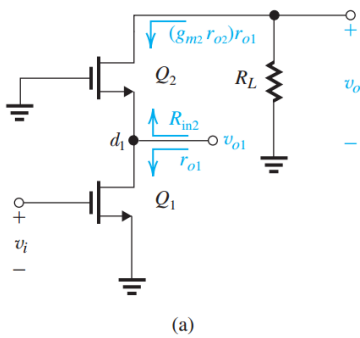 (g_{m2} r_{o2})r_{o1}
+
Q_2
R_L
v_o
R_{in2}
d_1
v_{o1}
–
r_{o1}
Q_1
+
v_i
–
(a)